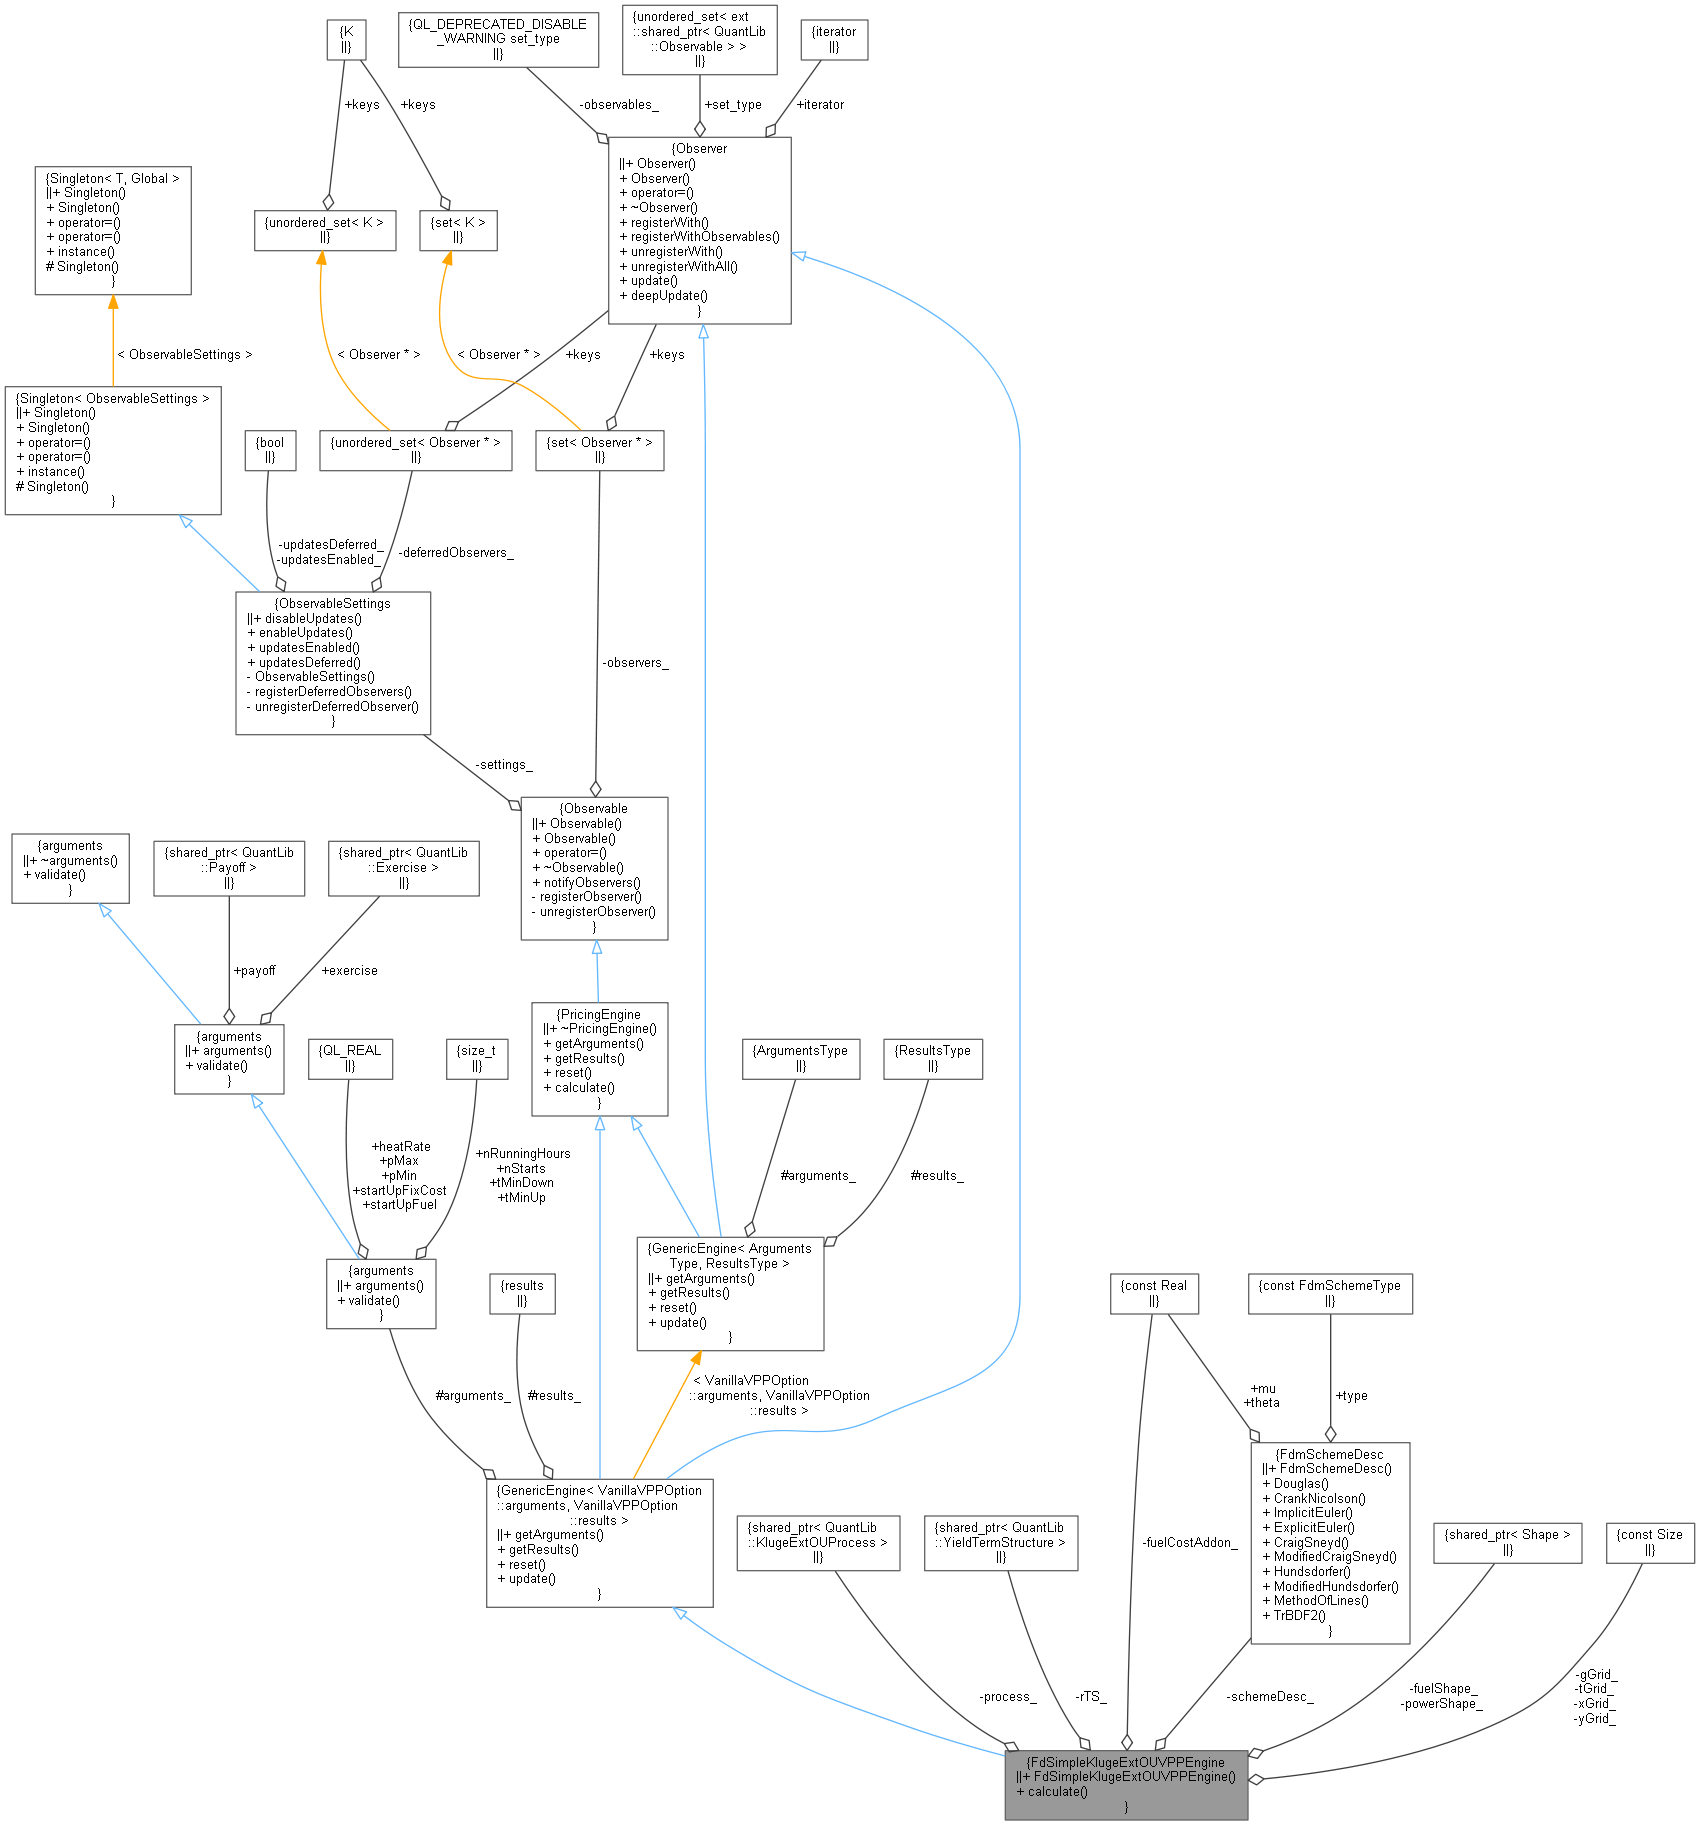 {K
||}
{QL_DEPRECATED_DISABLE
_WARNING set_type
||}
{unordered_set< ext
::shared_ptr< QuantLib
::Observable > >
||}
{iterator
||}
+keys
+keys
-observables_
+set_type
+iterator
{Observer
||+ Observer()
+ Observer()
+ operator=()
+ ~Observer()
+ registerWith()
+ registerWithObservables()
+ unregisterWith()
+ unregisterWithAll()
+ update()
+ deepUpdate()
}
{Singleton< T, Global >
||+ Singleton()
+ Singleton()
+ operator=()
+ operator=()
+ instance()
# Singleton()
}
{unordered_set< K >
||}
{set< K >
||}
< ObservableSettings >
< Observer * >
< Observer * >
+keys
+keys
{Singleton< ObservableSettings >
||+ Singleton()
+ Singleton()
+ operator=()
+ operator=()
+ instance()
# Singleton()
}
{bool
||}
{unordered_set< Observer * >
||}
{set< Observer * >
||}
-updatesDeferred_
-updatesEnabled_
-deferredObservers_
{ObservableSettings
||+ disableUpdates()
+ enableUpdates()
+ updatesEnabled()
+ updatesDeferred()
- ObservableSettings()
- registerDeferredObservers()
- unregisterDeferredObserver()
}
-observers_
-settings_
{Observable
||+ Observable()
+ Observable()
+ operator=()
+ ~Observable()
+ notifyObservers()
- registerObserver()
- unregisterObserver()
}
{arguments
||+ ~arguments()
+ validate()
}
{shared_ptr< QuantLib
::Payoff >
||}
{shared_ptr< QuantLib
::Exercise >
||}
+payoff
+exercise
{PricingEngine
||+ ~PricingEngine()
+ getArguments()
+ getResults()
+ reset()
+ calculate()
}
{arguments
||+ arguments()
+ validate()
}
{QL_REAL
||}
{size_t
||}
{ArgumentsType
||}
{ResultsType
||}
+heatRate
+pMax
+pMin
+startUpFixCost
+startUpFuel
+nRunningHours
+nStarts
+tMinDown
+tMinUp
#arguments_
#results_
{GenericEngine< Arguments
Type, ResultsType >
||+ getArguments()
+ getResults()
+ reset()
+ update()
}
{arguments
||+ arguments()
+ validate()
}
{results
||}
{const Real
||}
{const FdmSchemeType
||}
#arguments_
#results_
< VanillaVPPOption
::arguments, VanillaVPPOption
::results >
+mu
+theta
+type
{FdmSchemeDesc
||+ FdmSchemeDesc()
+ Douglas()
+ CrankNicolson()
+ ImplicitEuler()
+ ExplicitEuler()
+ CraigSneyd()
+ ModifiedCraigSneyd()
+ Hundsdorfer()
+ ModifiedHundsdorfer()
+ MethodOfLines()
+ TrBDF2()
}
{GenericEngine< VanillaVPPOption
::arguments, VanillaVPPOption
::results >
||+ getArguments()
+ getResults()
+ reset()
+ update()
}
{shared_ptr< QuantLib
::KlugeExtOUProcess >
||}
{shared_ptr< QuantLib
::YieldTermStructure >
||}
-fuelCostAddon_
{shared_ptr< Shape >
||}
{const Size
||}
-process_
-rTS_
-schemeDesc_
-fuelShape_
-powerShape_
-gGrid_
-tGrid_
-xGrid_
-yGrid_
{FdSimpleKlugeExtOUVPPEngine
||+ FdSimpleKlugeExtOUVPPEngine()
+ calculate()
}